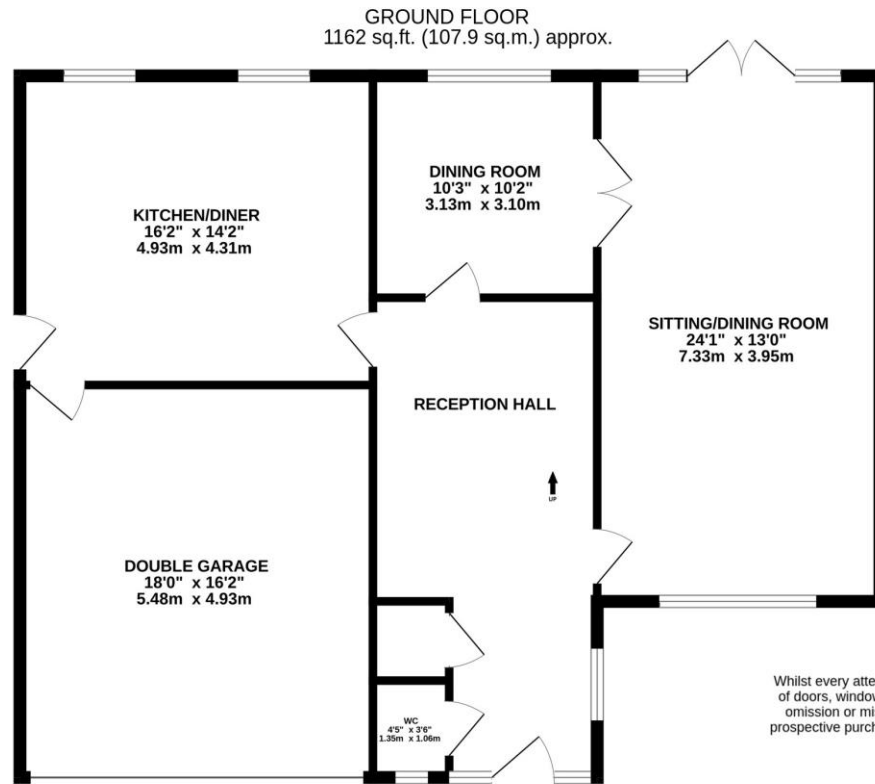 GROUND FLOOR
1162 sq.ft. (107.9 sq.m.) approx.
DINING ROOM
10'3" x 10'2"
3.13m x 3.10m
KITCHEN/DINER
16'2" x 14'2"
4.93m x 4.31m
SITTING/DINING ROOM
24'1" x 13'0"
7.33m x 3.95m
RECEPTION HALL
UP
DOUBLE GARAGE
18'0" x 16'2"
5.48m x 4.93m
WC
4'5" x 3'6"
1.35m x 1.06m
Whilst every atte
of doors, window
omission or mi
prospective purch